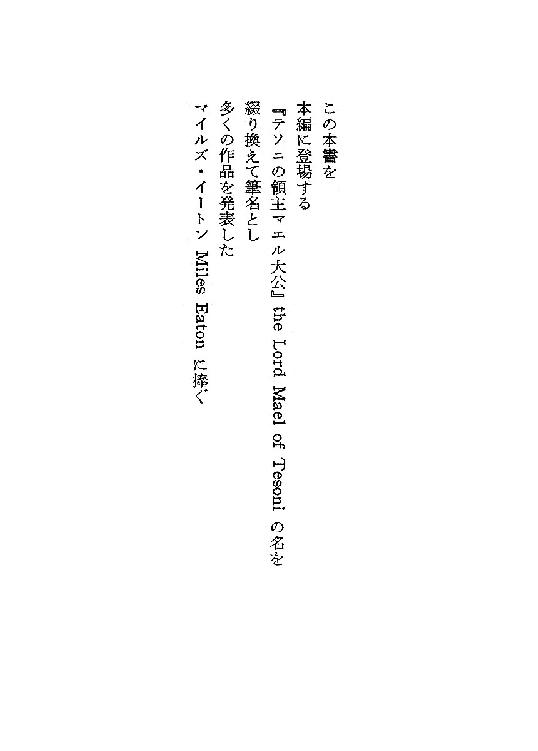 この本書を
本編に登場する
『テソニの領主マエル大公』the Lord Mael of Tesoni の名を
綴り換えて筆名とし
多くの作品を発表した
マイルズ・イートン Miles Eaton に捧ぐ